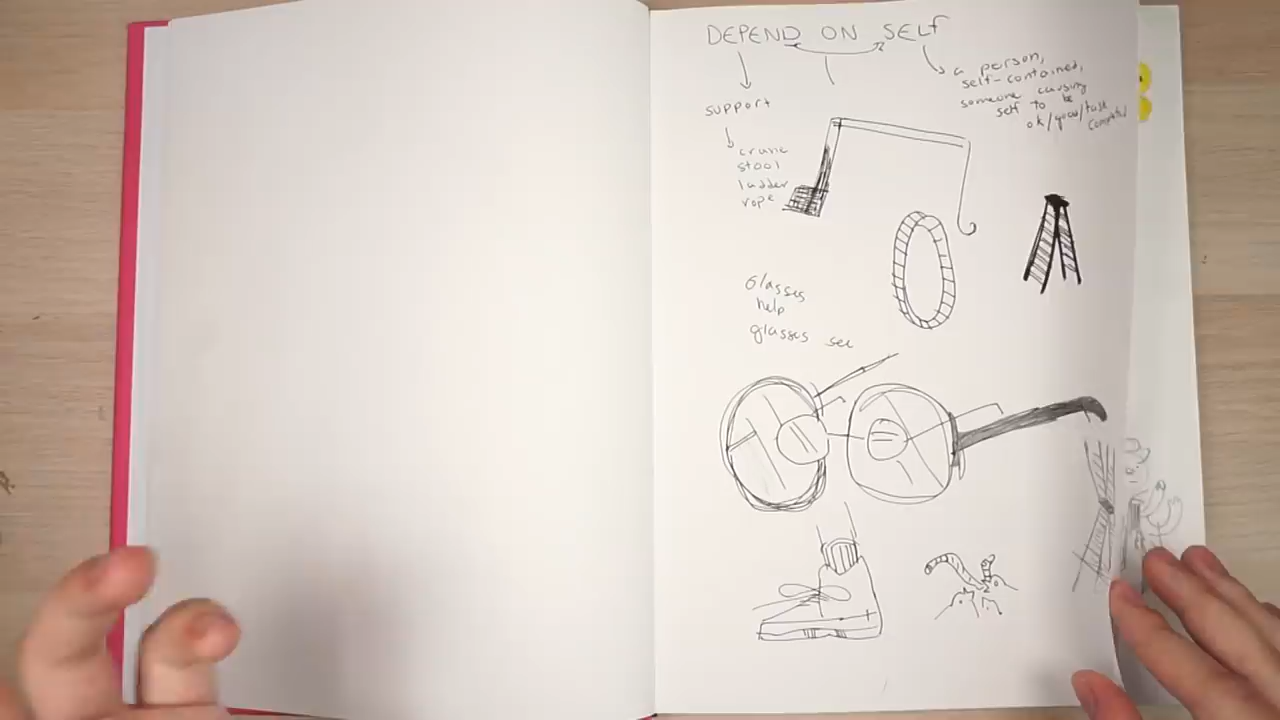 DEPEND ON SELF
a person,
self-contained,
someone causing
self to be
ok/good/task
completed
support
crane
stool
ladder
rope
Glasses
help
glasses see